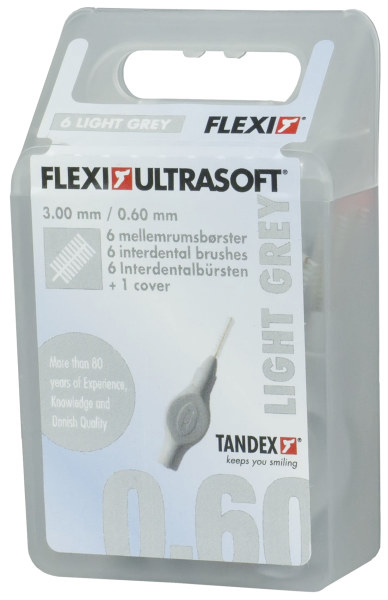 6 LIGHT GREY
FLEXI
FLEXI ULTRASOFT®
3.00 mm / 0.60 mm
6 mellemrumsbørster
6 interdental brushes
6 Interdentalbürsten
+ 1 cover
LIGHT GREY
More than 80
years of Experience,
Knowledge and
Danish Quality
TANDEX
keeps you smiling
0.60